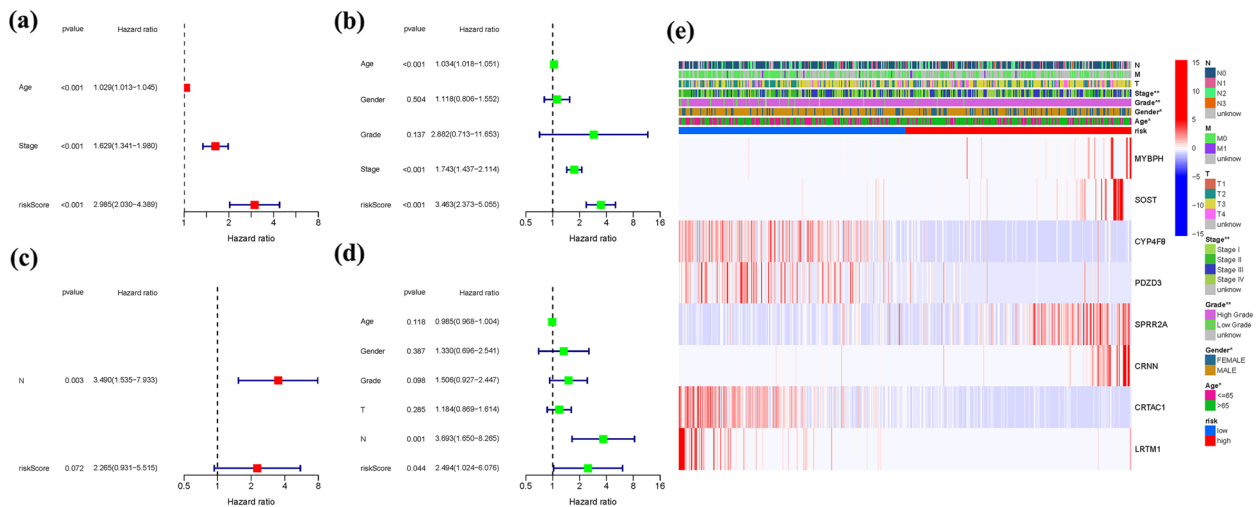 (a)
pvalue Hazard ratio
Age <0.001 1.029(1.013−1.045)
Stage <0.001 1.629(1.341−1.980)
riskScore <0.001 2.985(2.030−4.389)
1 2 4 8
Hazard ratio
(b)
pvalue Hazard ratio
Age <0.001 1.034(1.018−1.051)
Gender 0.504 1.118(0.806−1.552)
Grade 0.137 2.882(0.713−11.653)
Stage <0.001 1.743(1.437−2.114)
riskScore <0.001 3.463(2.373−5.055)
0.5 1 2 4 8 16
Hazard ratio
(c)
pvalue Hazard ratio
N 0.003 3.490(1.535−7.933)
riskScore 0.072 2.265(0.931−5.515)
0.5 1 2 4 8
Hazard ratio
(d)
pvalue Hazard ratio
Age 0.118 0.985(0.968−1.004)
Gender 0.387 1.330(0.696−2.541)
Grade 0.098 1.506(0.927−2.447)
T 0.285 1.184(0.869−1.614)
N 0.001 3.693(1.650−8.265)
riskScore 0.044 2.494(1.024−6.076)
0.5 1 2 4 8 16
Hazard ratio
(e)
N
M
T
Stage**
Grade**
Gender*
Age*
risk
MYBPH
SOST
CYP4F8
PDZD3
SPRR2A
CRNN
CRTAC1
LRTM1
15
10
5
0
−5
−10
−15
N
N0
N1
N2
N3
unknow
M
M0
M1
unknow
T
T1
T2
T3
T4
unknow
Stage**
Stage I
Stage II
Stage III
Stage IV
unknow
Grade**
High Grade
Low Grade
unknow
Gender*
FEMALE
MALE
Age*
<=65
>65
risk
low
high